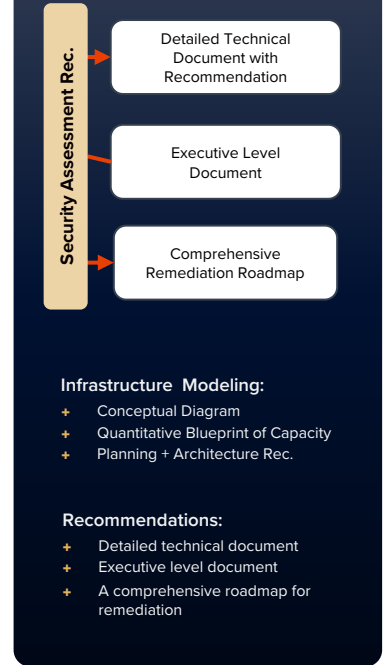 Security Assessment Rec.
Detailed Technical
Document with
Recommendation
Executive Level
Document
Comprehensive
Remediation Roadmap
Infrastructure Modeling:
+ Conceptual Diagram
+ Quantitative Blueprint of Capacity
+ Planning + Architecture Rec.
Recommendations:
+ Detailed technical document
+ Executive level document
+ A comprehensive roadmap for
remediation